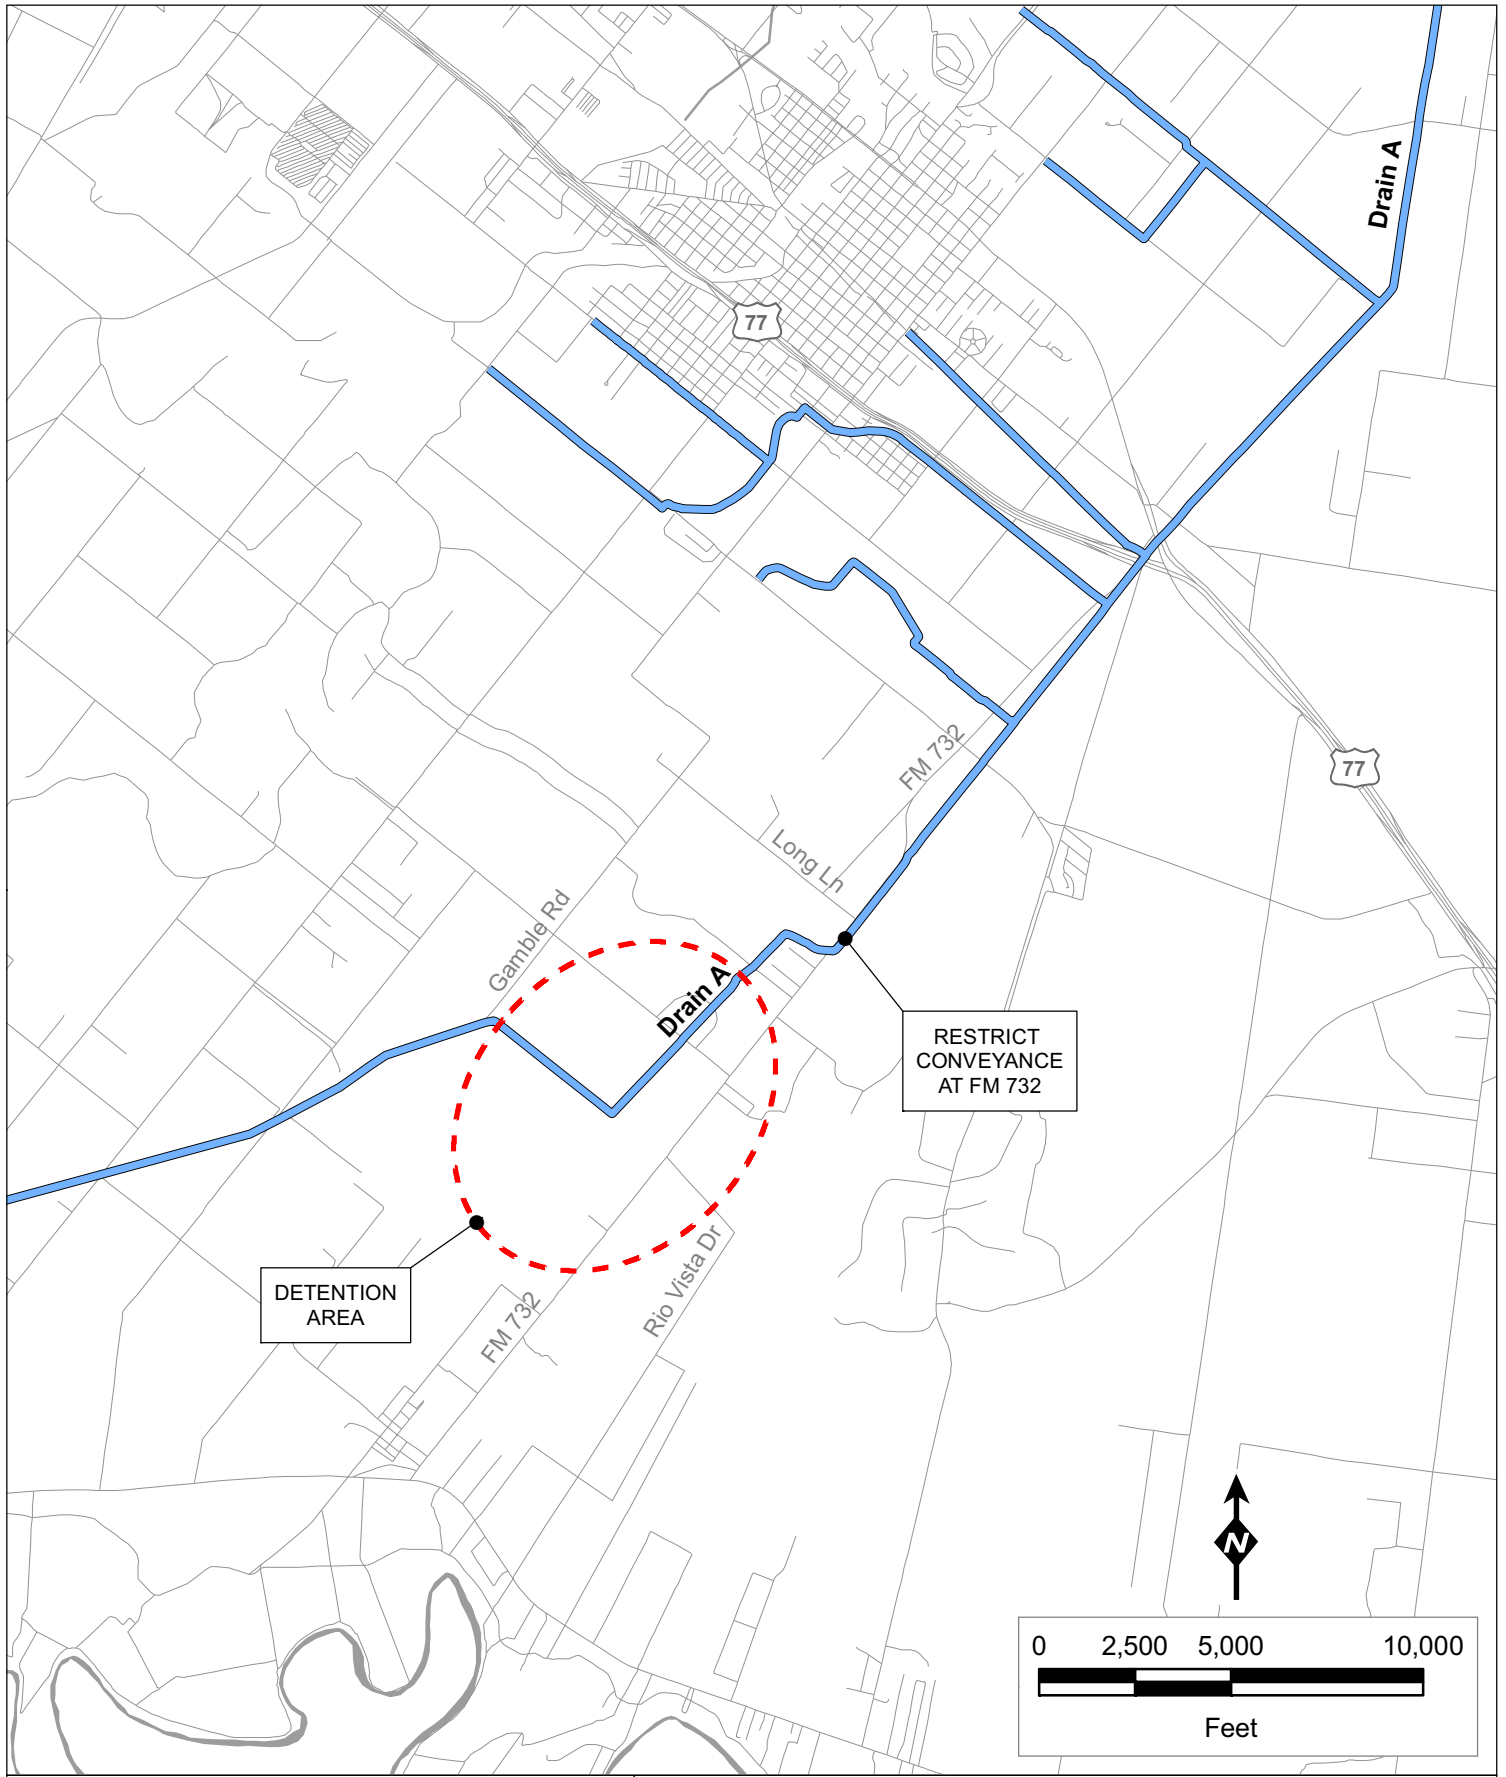 Drain A
77
77
FM 732
Long Ln
Gamble Rd
Drain A
RESTRICT
CONVEYANCE
AT FM 732
DETENTION
AREA
Rio Vista Dr
FM 732
N
0 2,500 5,000 10,000
Feet